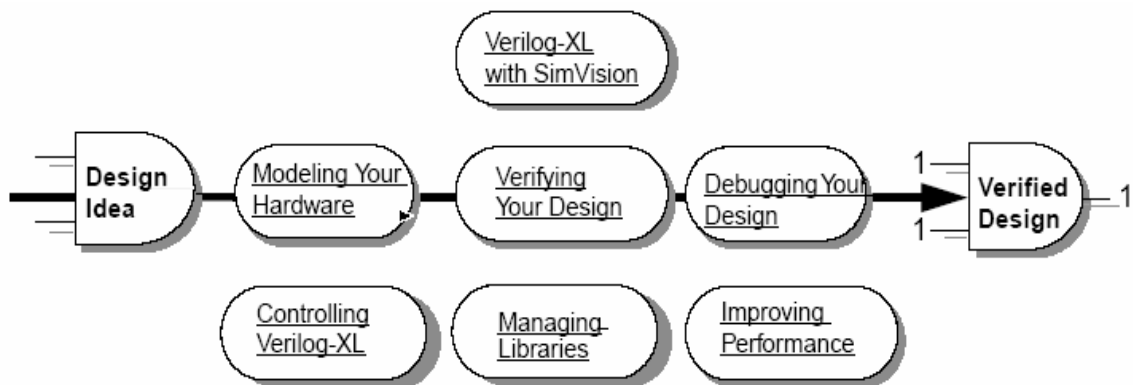 Verilog-XL
with SimVision
Design
Idea
Modeling Your
Hardware
Verifying
Your Design
Debugging Your
Design
1
1
Verified
Design
1
Controlling
Verilog-XL
Managing
Libraries
Improving
Performance